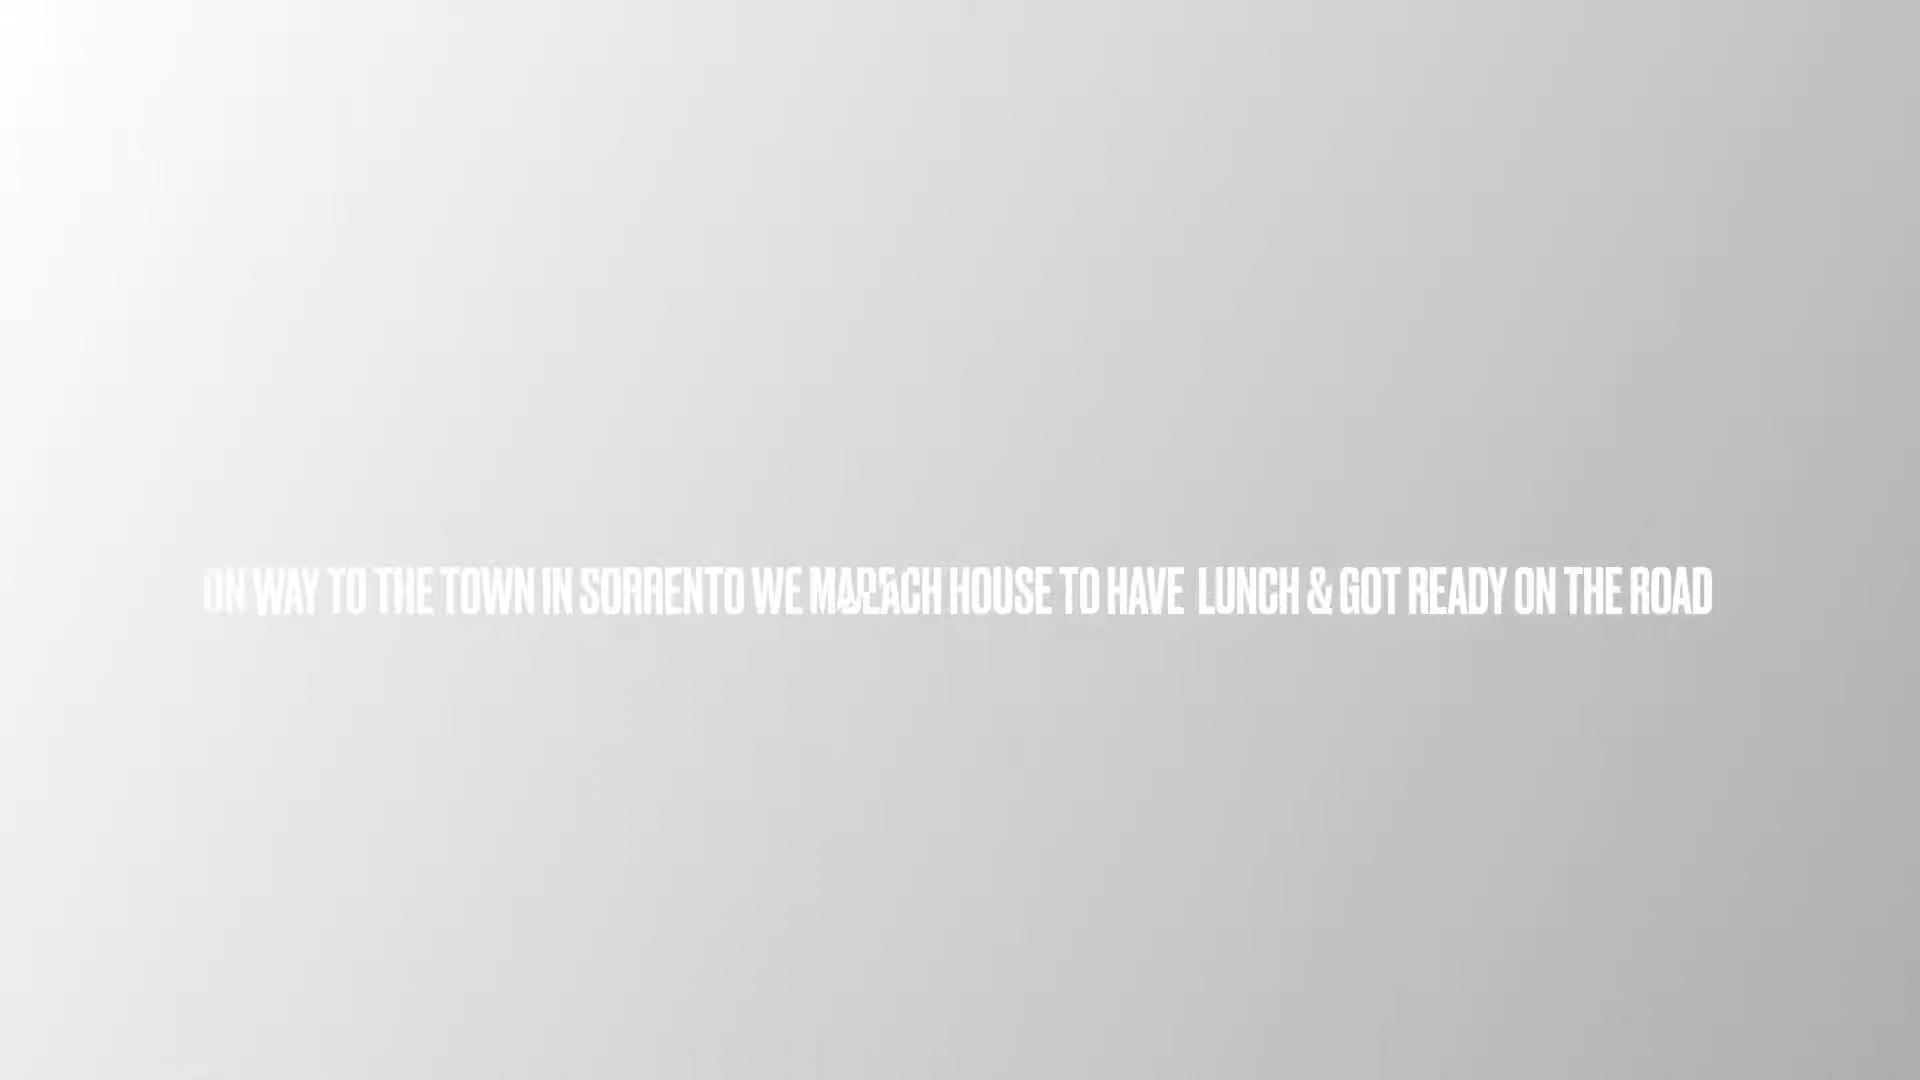 ON WAY TO THE TOWN IN SORRENTO WE HOUSE TO HAVE LUNCH & GOT READY ON THE ROAD